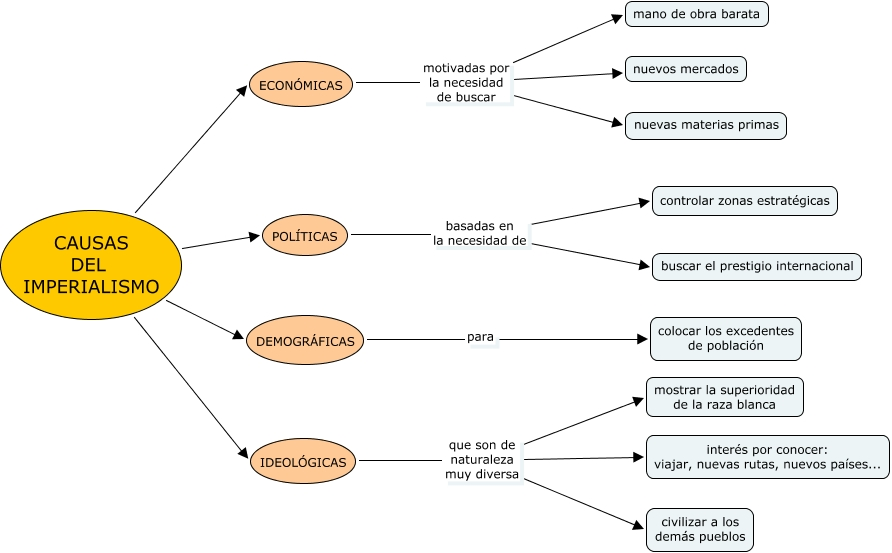 CAUSAS
DEL
IMPERIALISMO
ECONÓMICAS
motivadas por
la necesidad
de buscar
mano de obra barata
nuevos mercados
nuevas materias primas
POLÍTICAS
basadas en
la necesidad de
controlar zonas estratégicas
buscar el prestigio internacional
DEMOGRÁFICAS
para
colocar los excedentes
de población
IDEOLÓGICAS
que son de
naturaleza
muy diversa
mostrar la superioridad
de la raza blanca
interés por conocer:
viajar, nuevas rutas, nuevos países...
civilizar a los
demás pueblos